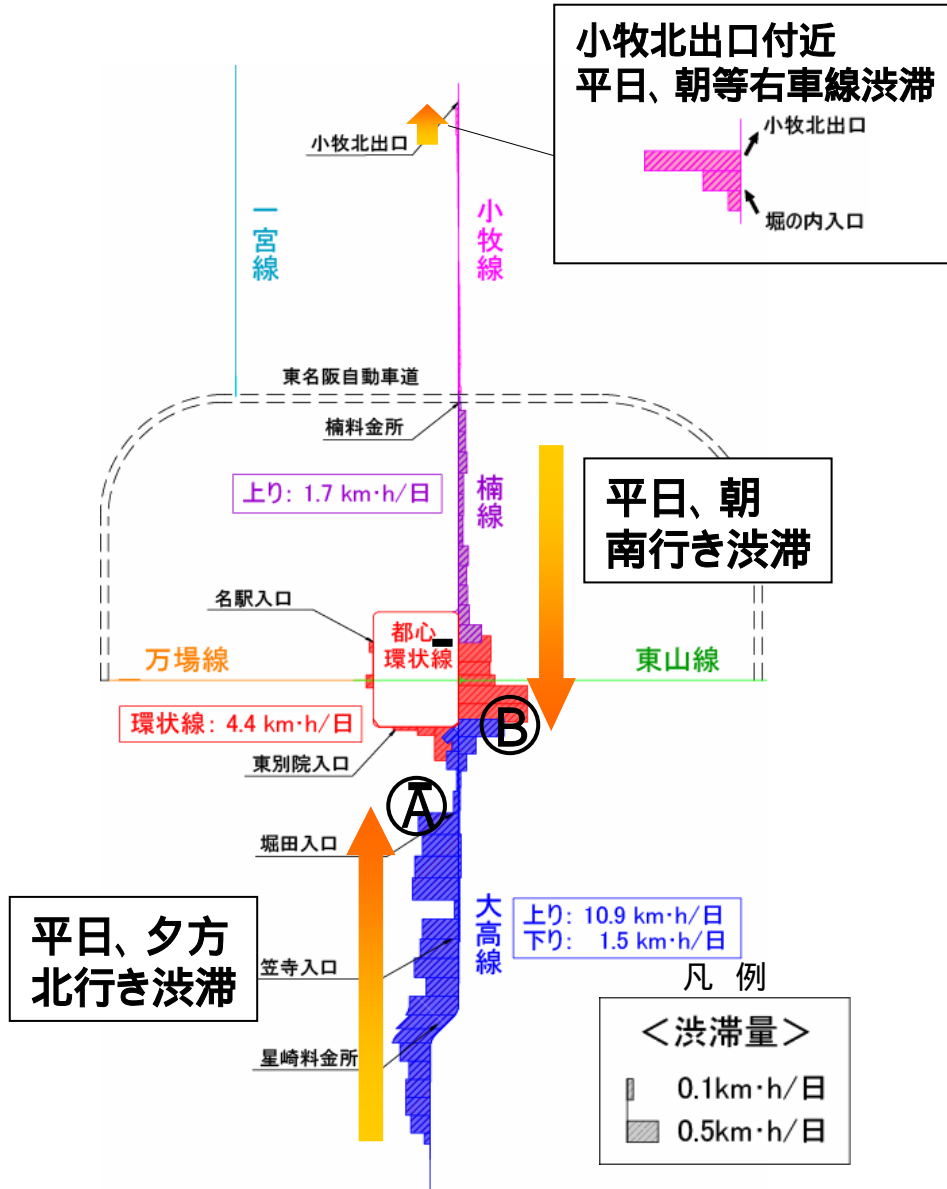 小牧北出口付近
平日、朝等右車線渋滞
小牧北出口
堀の内入口
小牧北出口
一宮線
小牧線
東名阪自動車道
楠料金所
上り: 1.7 km･h/日
楠線
平日、朝
南行き渋滞
名駅入口
都心
環状線
万場線
東山線
環状線: 4.4 km･h/日
B
東別院入口
A
堀田入口
平日、夕方
北行き渋滞
大高線
上り: 10.9 km･h/日
下り: 1.5 km･h/日
笠寺入口
星崎料金所
凡 例
＜渋滞量＞
0.1km･h/日
0.5km･h/日